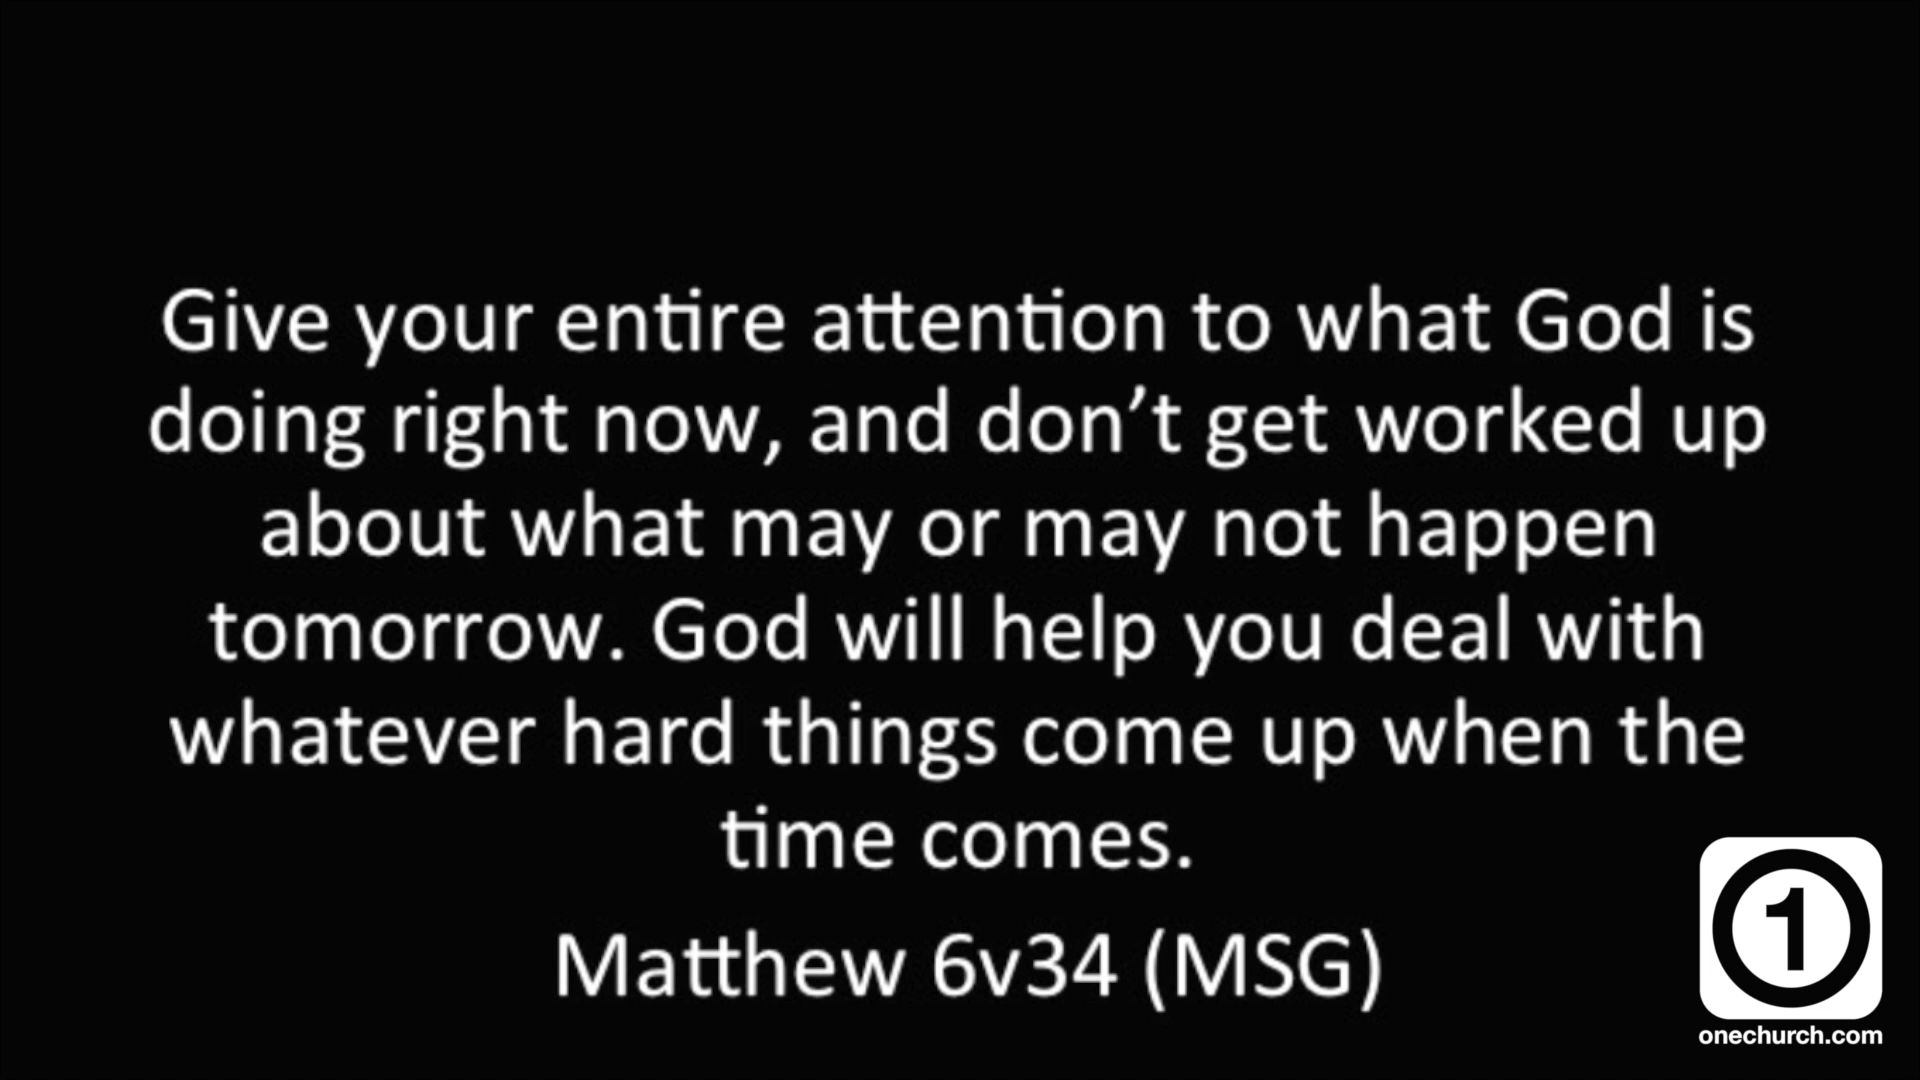 Give your entire attention to what God is
doing right now, and don’t get worked up
about what may or may not happen
tomorrow. God will help you deal with
whatever hard things come up when the
time comes.
Matthew 6v34 (MSG)
1
onechurch.com